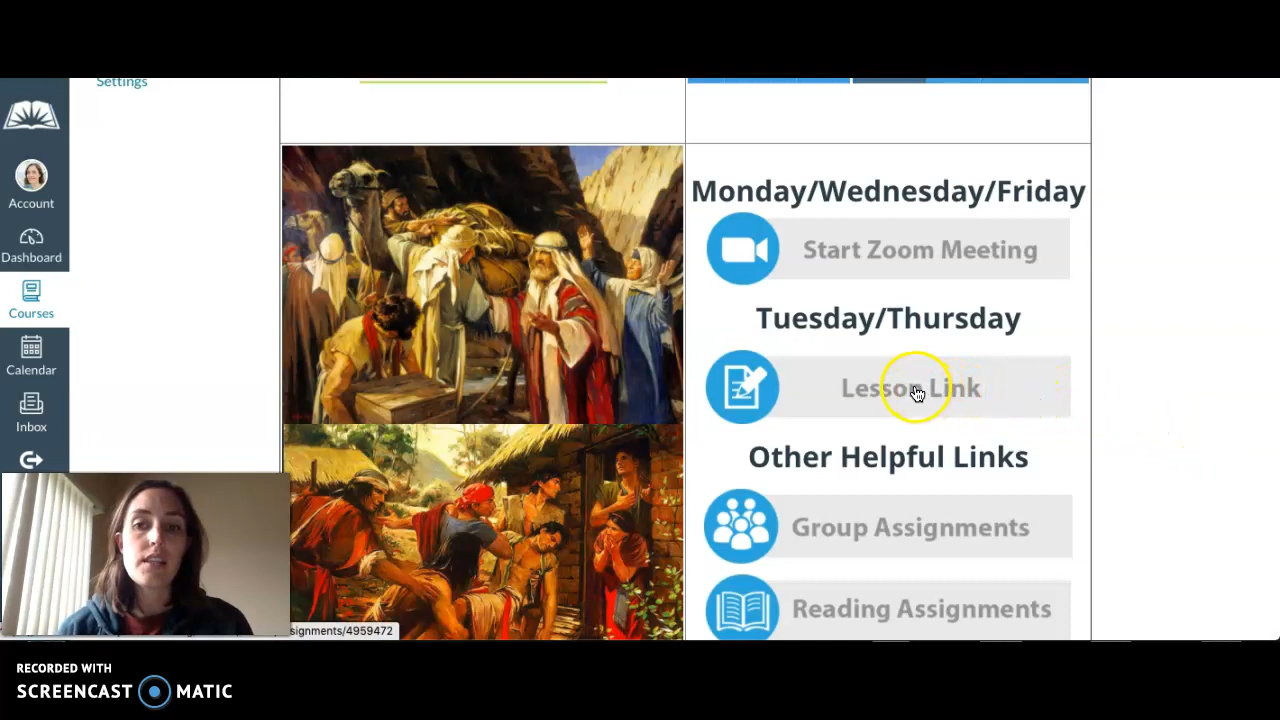 Settings
Account
Dashboard
Courses
Calendar
Inbox
Monday/Wednesday/Friday
Start Zoom Meeting
Tuesday/Thursday
Lesson Link
Other Helpful Links
Group Assignments
Reading Assignments
signments/4959472
RECORDED WITH
SCREENCAST MATIC